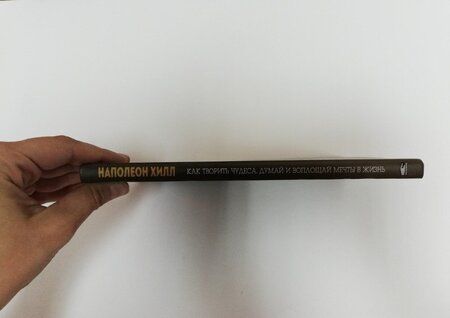 НАПОЛЕОН ХИЛЛ КАК ТВОРИТЬ ЧУДЕСА. ДУМАЙ И ВОПЛОЩАЙ МЕЧТЫ В ЖИЗНЬ